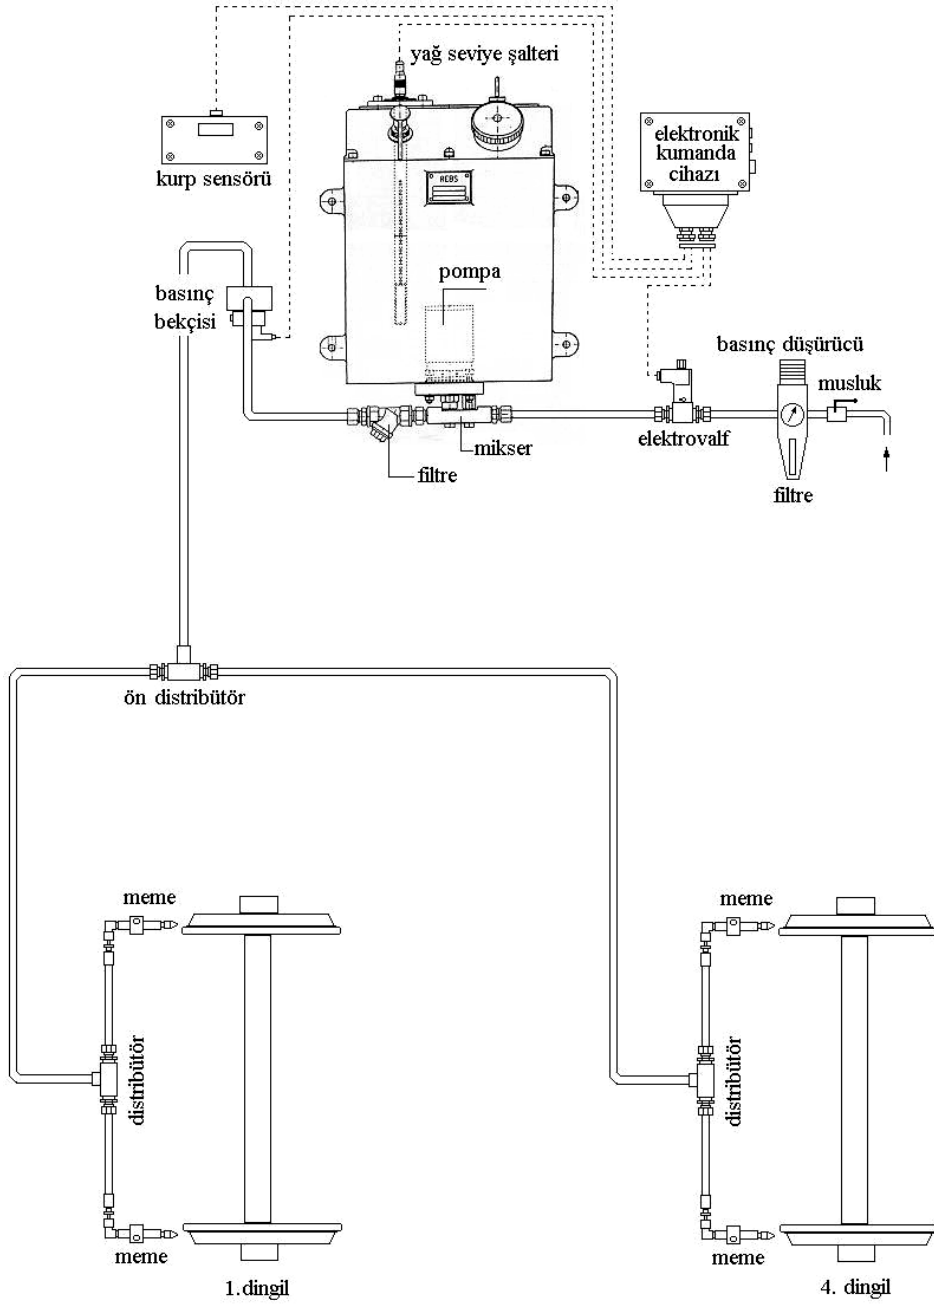 yağ seviye şalteri
elektronik
kumanda
cihazı
kurp sensörü
REBS
pompa
basınç
bekçisi
basınç düşürücü
musluk
elektrovalf
mikser
filtre
filtre
ön distribütör
meme
meme
distribütör
distribütör
meme
meme
1.dingil
4. dingil